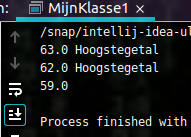 n: MijnKlasse1 ×
/snap/intellij-idea-ul
63.0 Hoogstegetal
62.0 Hoogstegetal
59.0
Process finished with